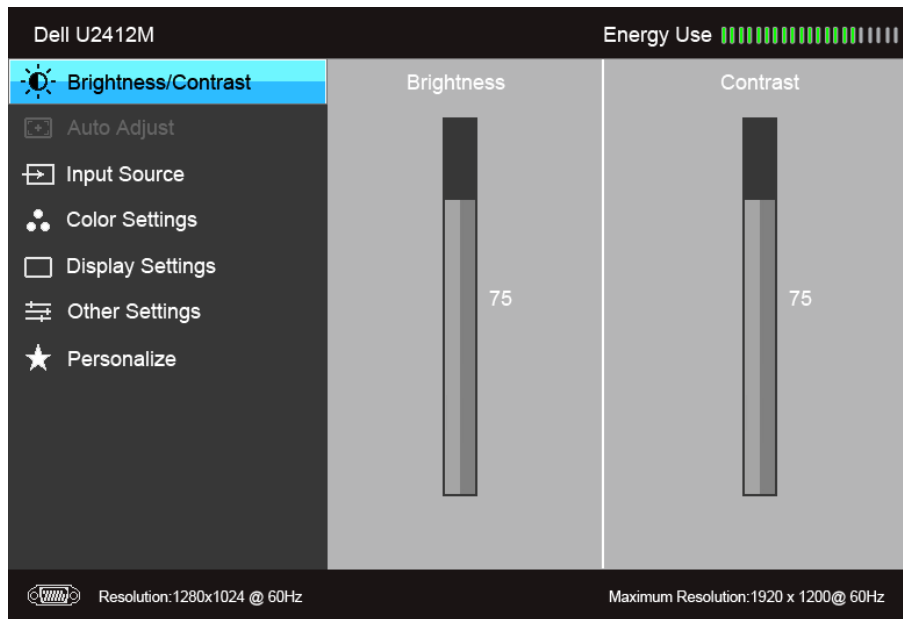 Dell U2412M
Energy Use
Brightness/Contrast
Auto Adjust
Input Source
Color Settings
Display Settings
Other Settings
Personalize
Brightness
Contrast
75
75
Resolution:1280x1024 @ 60Hz
Maximum Resolution:1920 x 1200@ 60Hz